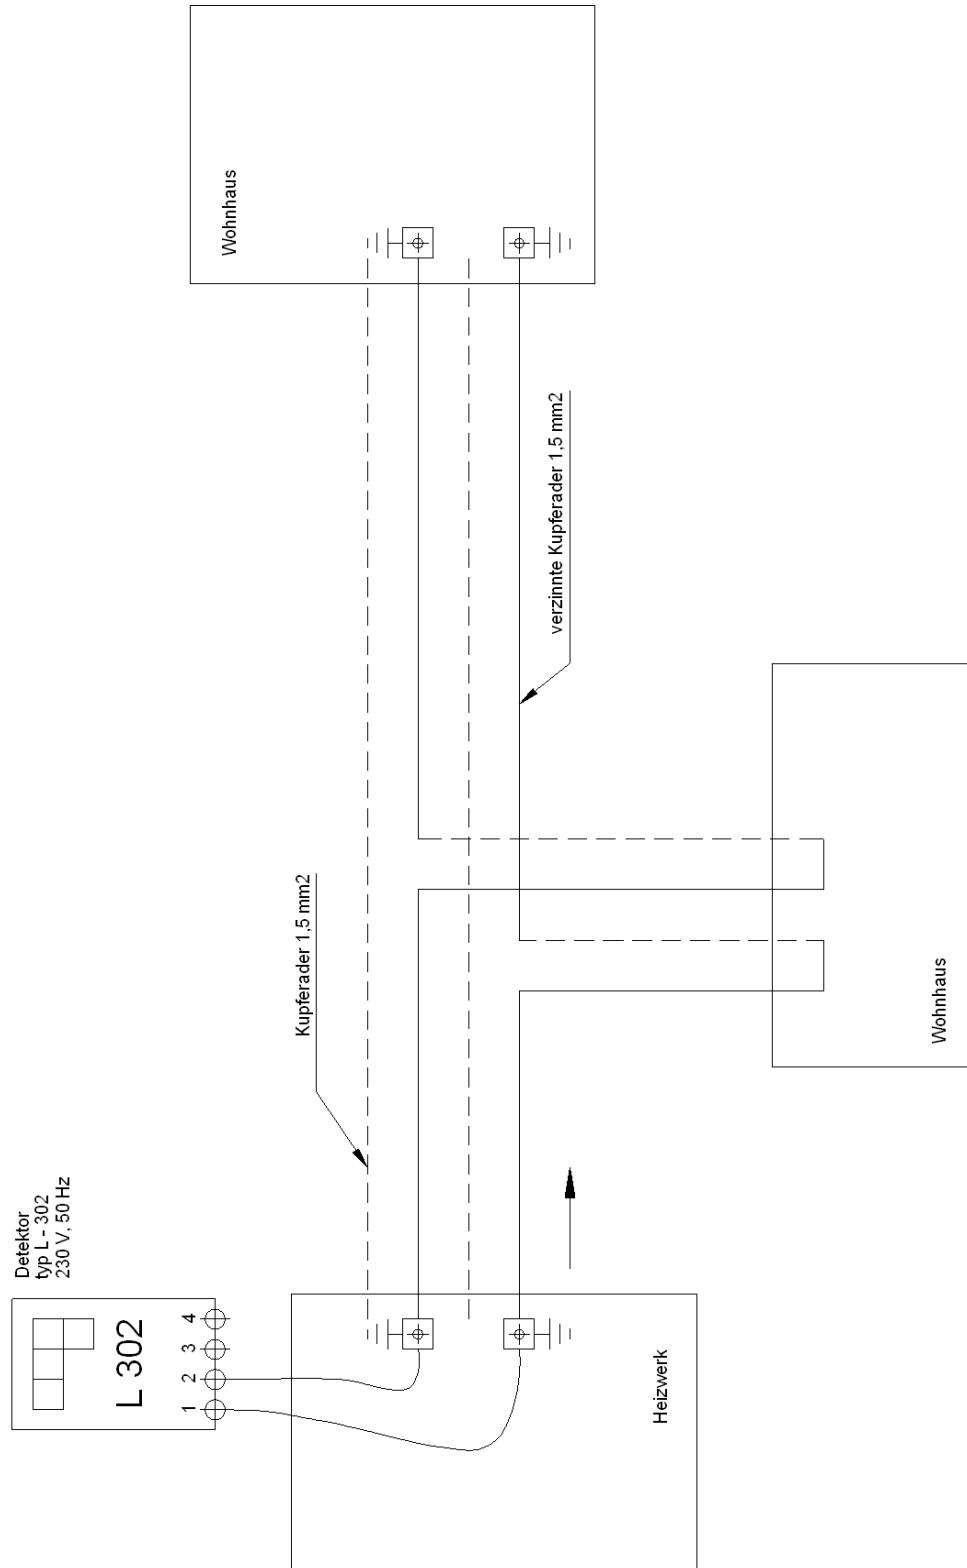 Detektor
typ L - 302
230 V, 50 Hz
L 302
1 2 3 4
Kupferader 1,5 mm2
verzinnte Kupferader 1,5 mm2
Heizwerk
Wohnhaus
Wohnhaus